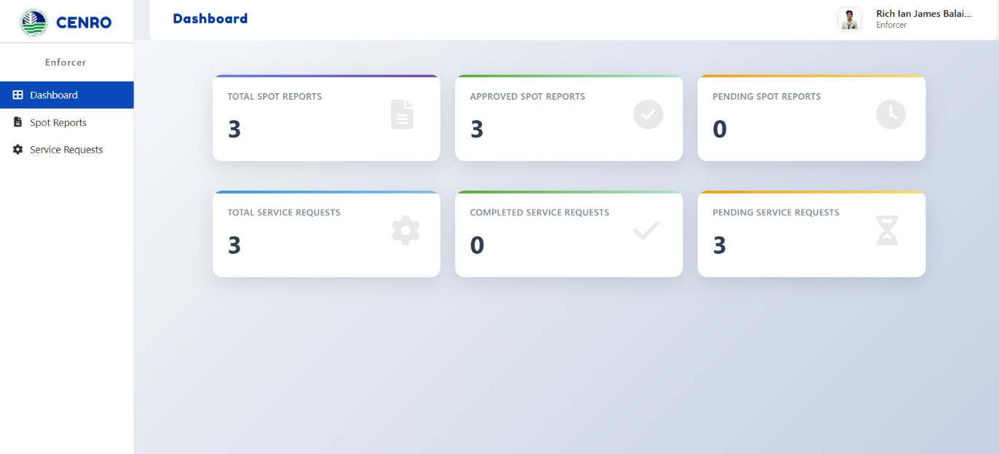 CENRO
Dashboard
Rich Ian James Balai...
Enforcer
Enforcer
Dashboard
Spot Reports
Service Requests
TOTAL SPOT REPORTS
3
APPROVED SPOT REPORTS
3
PENDING SPOT REPORTS
0
TOTAL SERVICE REQUESTS
3
COMPLETED SERVICE REQUESTS
0
PENDING SERVICE REQUESTS
3